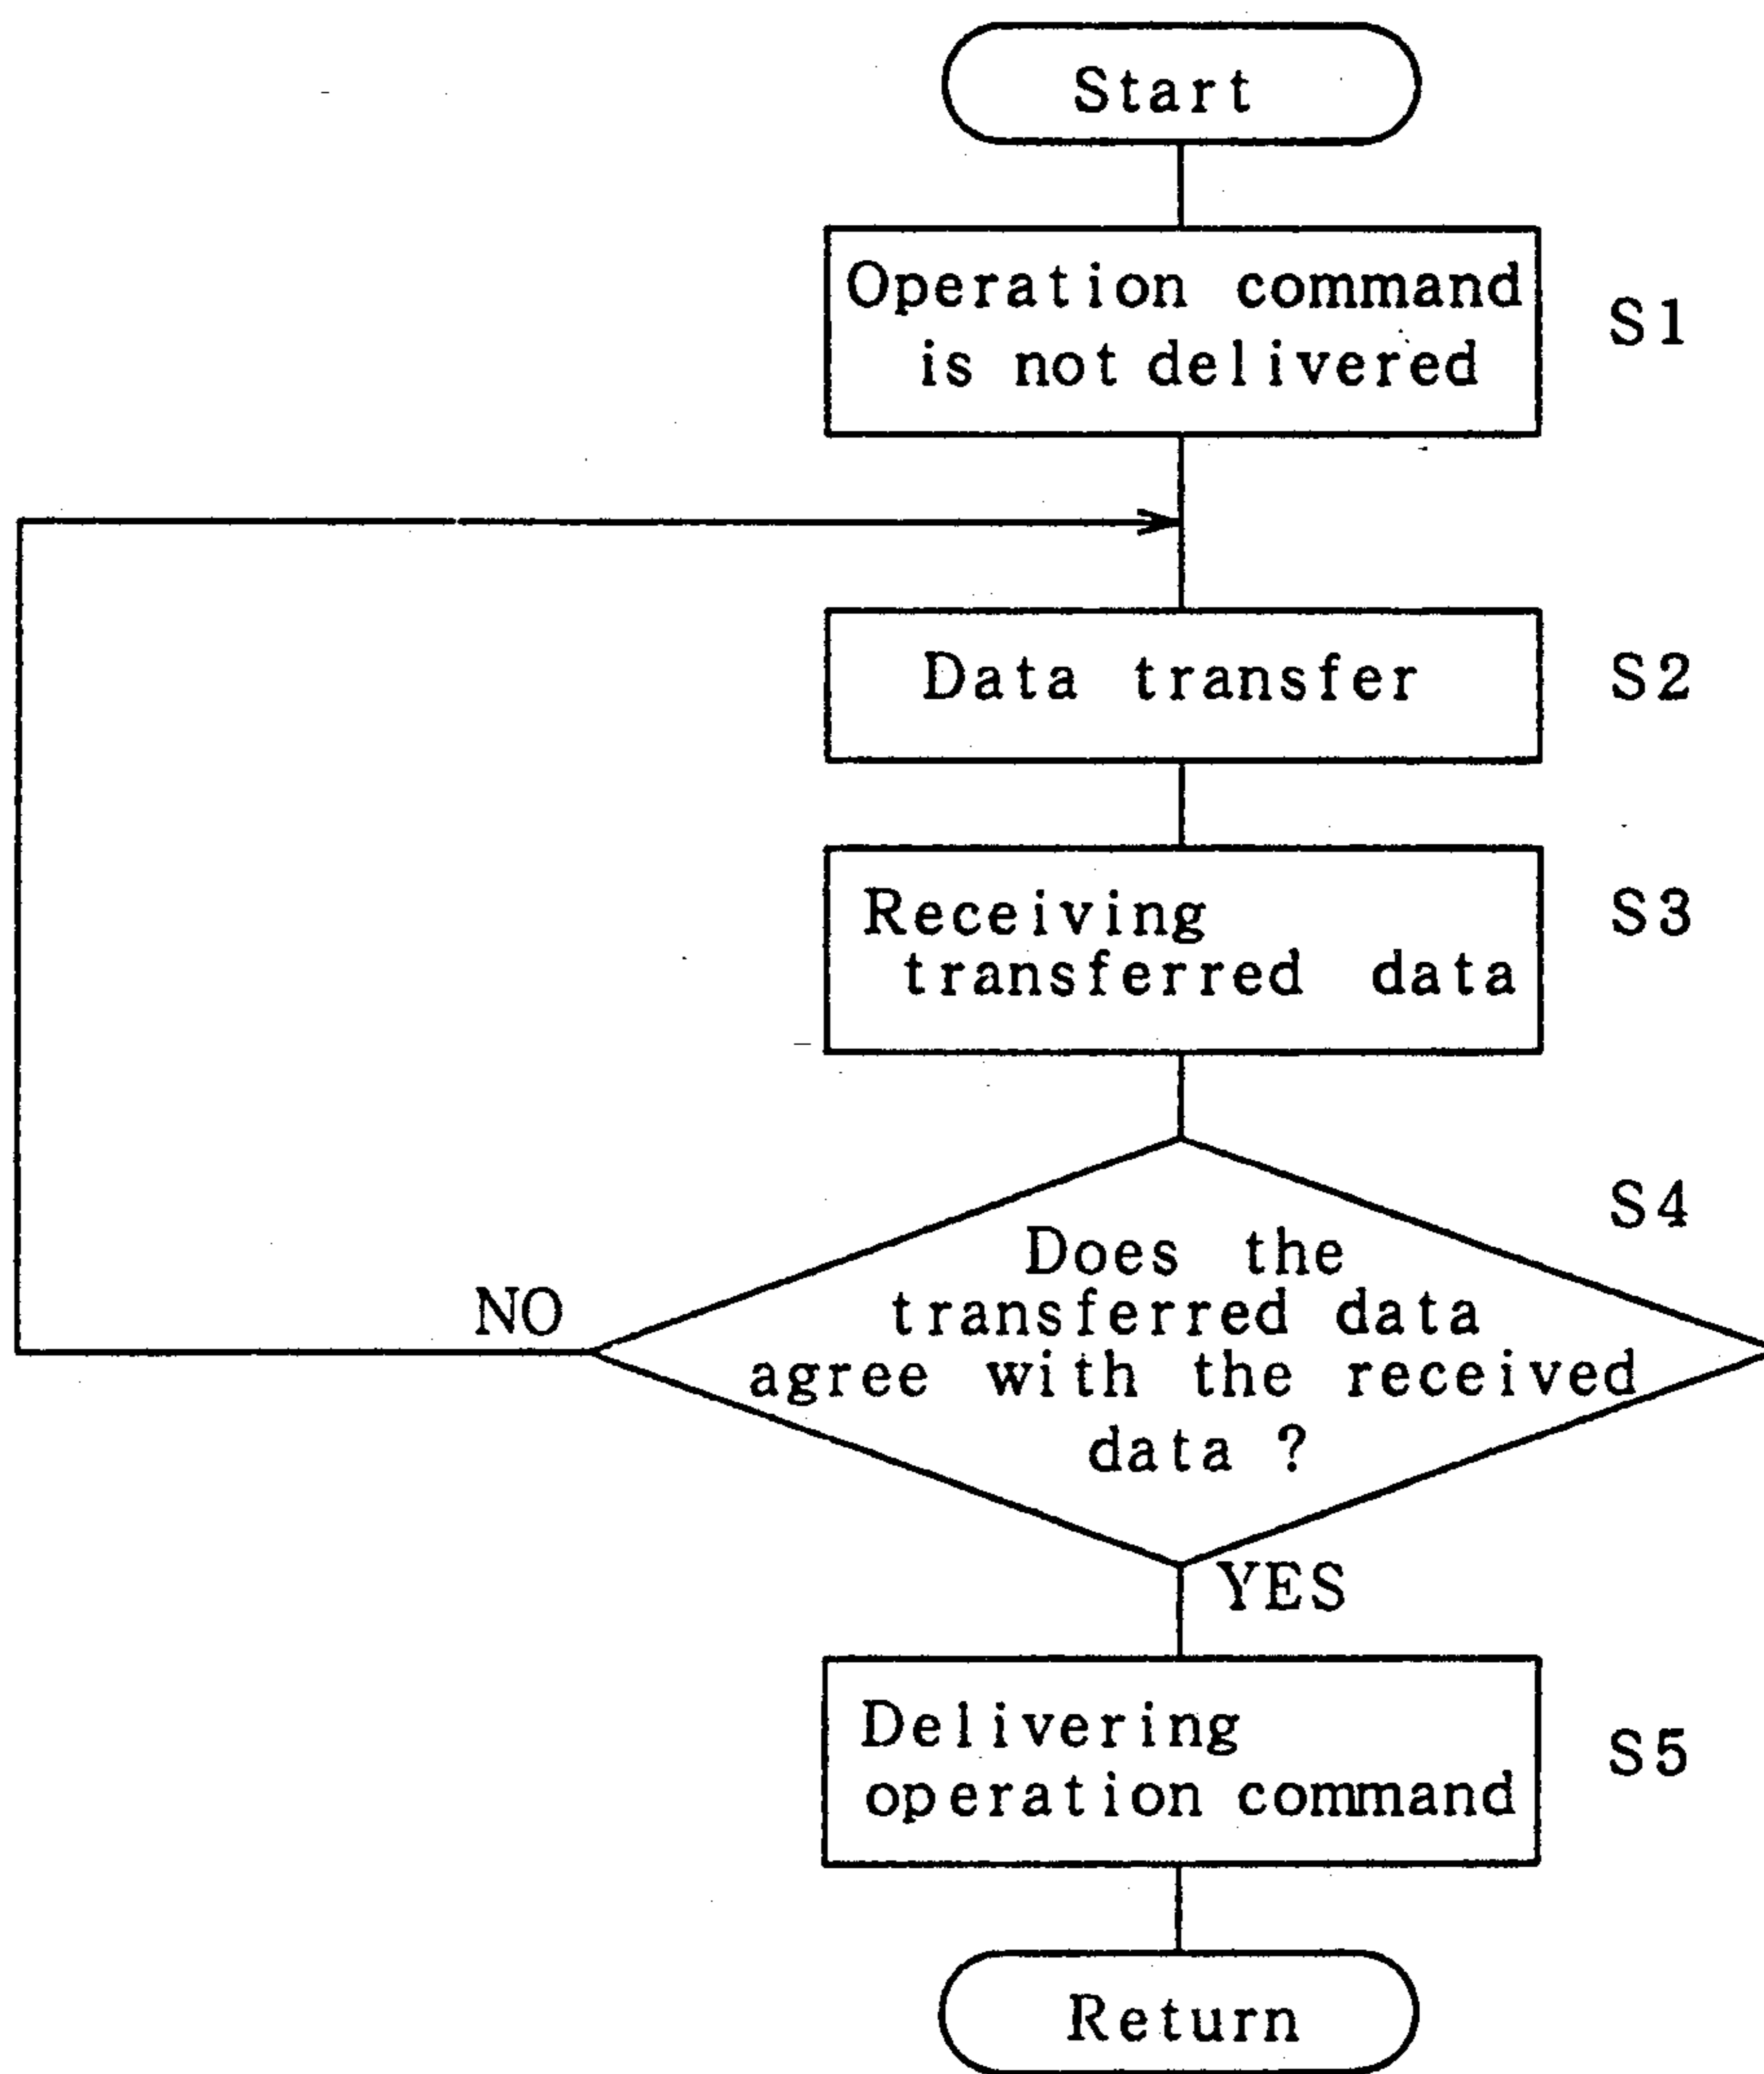 Start
Operation command
is not delivered
S1
Data transfer
S2
Receiving
transferred data
S3
S4
Does the
transferred data
agree with the received
data ?
NO
YES
Delivering
operation command
S5
Return